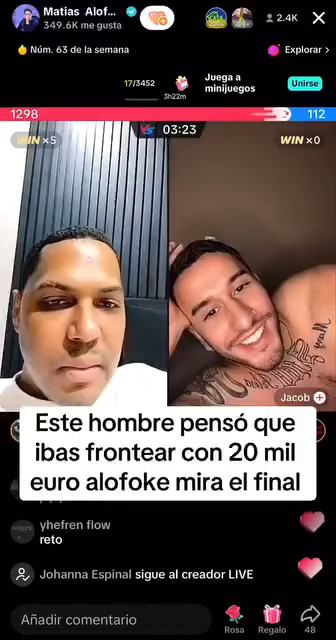 Matias Alof...
349.6K me gusta
200+
200+
2.4K
Núm. 63 de la semana
Explorar >
17/3452
3h22m
Juega a
minijuegos
Unirse
1298
112
VS 03:23
WIN ×5
WIN ×0
Jacob
Este hombre pensó que
ibas frontear con 20 mil
euro alofoke mira el final
yhefren flow
reto
Johanna Espinal sigue al creador LIVE
Añadir comentario
Rosa
Regalo
48